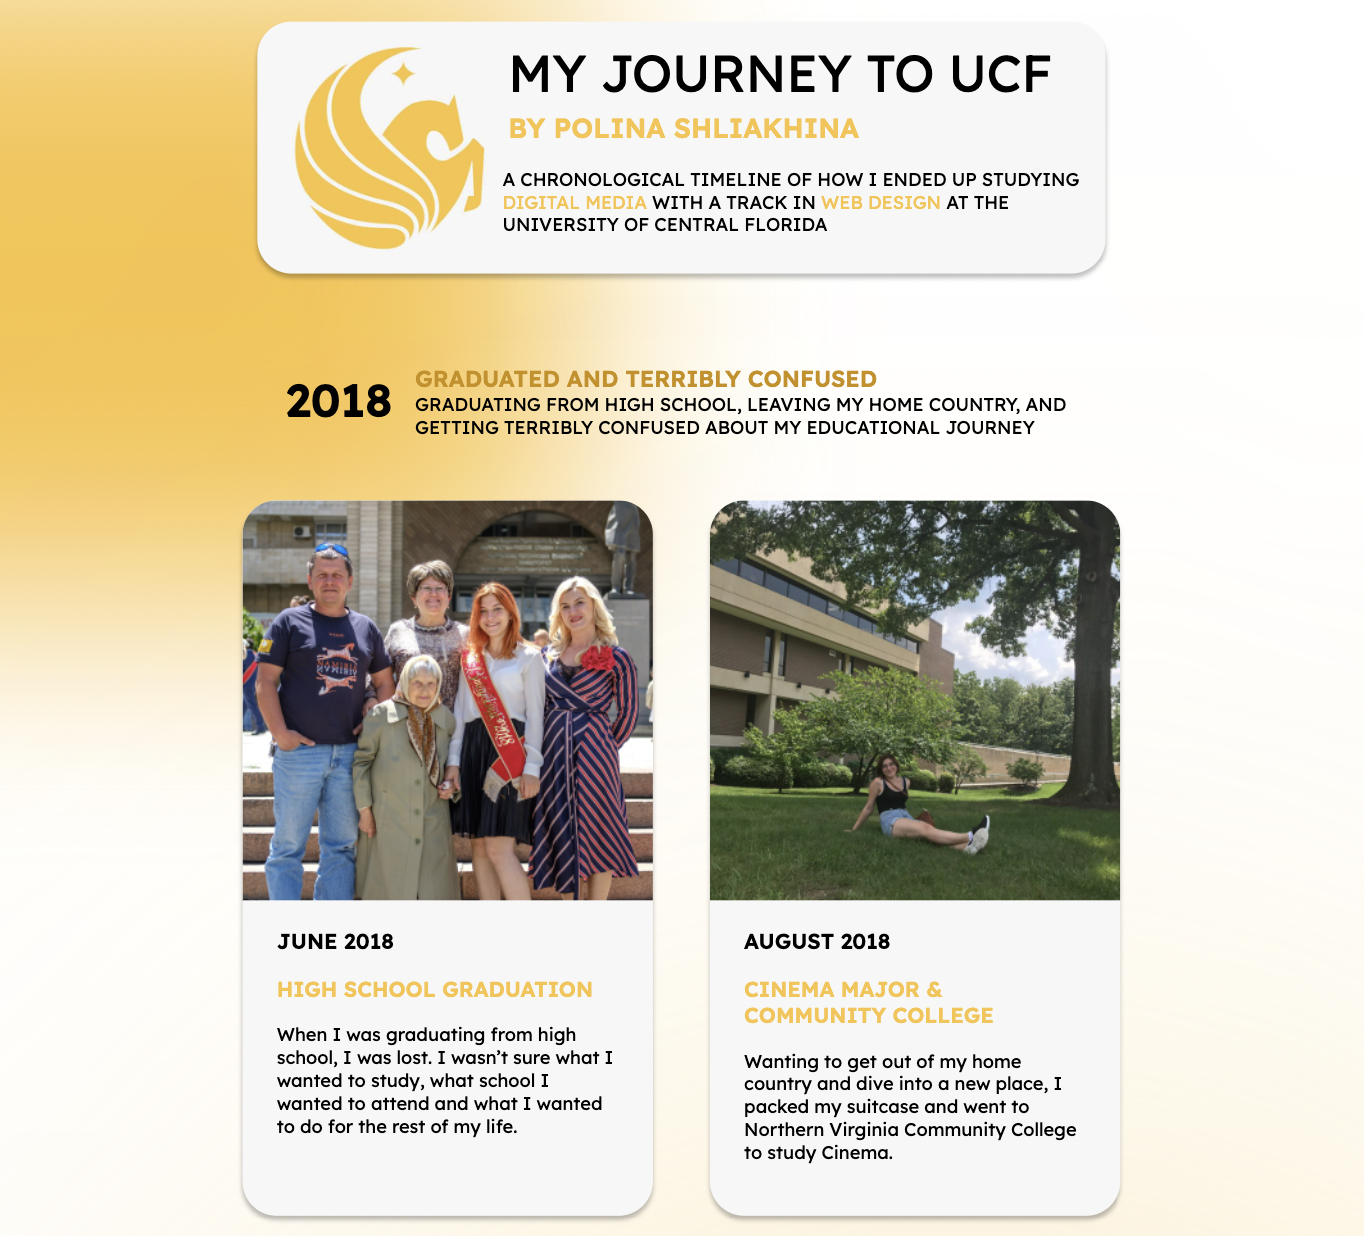 MY JOURNEY TO UCF
BY POLINA SHLIAKHINA
A CHRONOLOGICAL TIMELINE OF HOW I ENDED UP STUDYING
DIGITAL MEDIA WITH A TRACK IN WEB DESIGN AT THE
UNIVERSITY OF CENTRAL FLORIDA
2018
GRADUATED AND TERRIBLY CONFUSED
GRADUATING FROM HIGH SCHOOL, LEAVING MY HOME COUNTRY, AND
GETTING TERRIBLY CONFUSED ABOUT MY EDUCATIONAL JOURNEY
JUNE 2018
HIGH SCHOOL GRADUATION
When I was graduating from high
school, I was lost. I wasn’t sure what I
wanted to study, what school I
wanted to attend and what I wanted
to do for the rest of my life.
AUGUST 2018
CINEMA MAJOR &
COMMUNITY COLLEGE
Wanting to get out of my home
country and dive into a new place, I
packed my suitcase and went to
Northern Virginia Community College
to study Cinema.